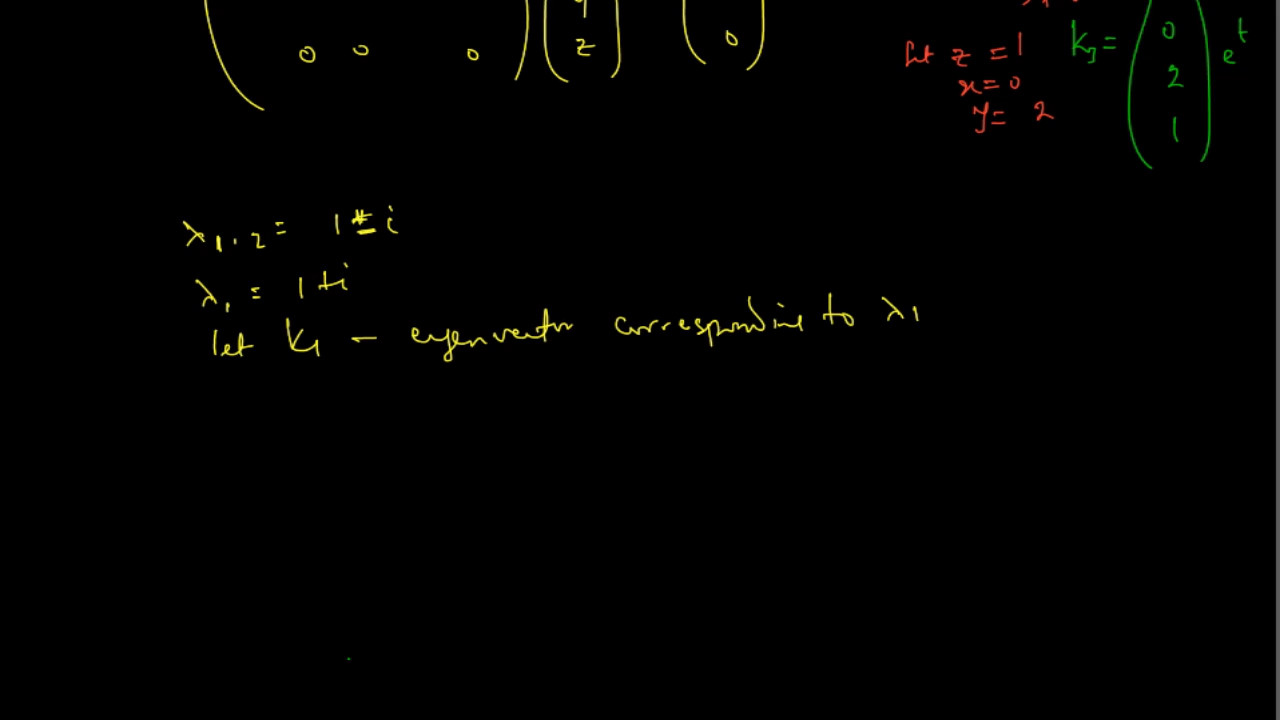 z
0 0 0
0
let z = 1
x = 0
y = 2
K3 =
0
2
1
e^t
λ1,2 = 1 ± i
λ1 = 1 + i
let K1 – eigenvector corresponding to λ1